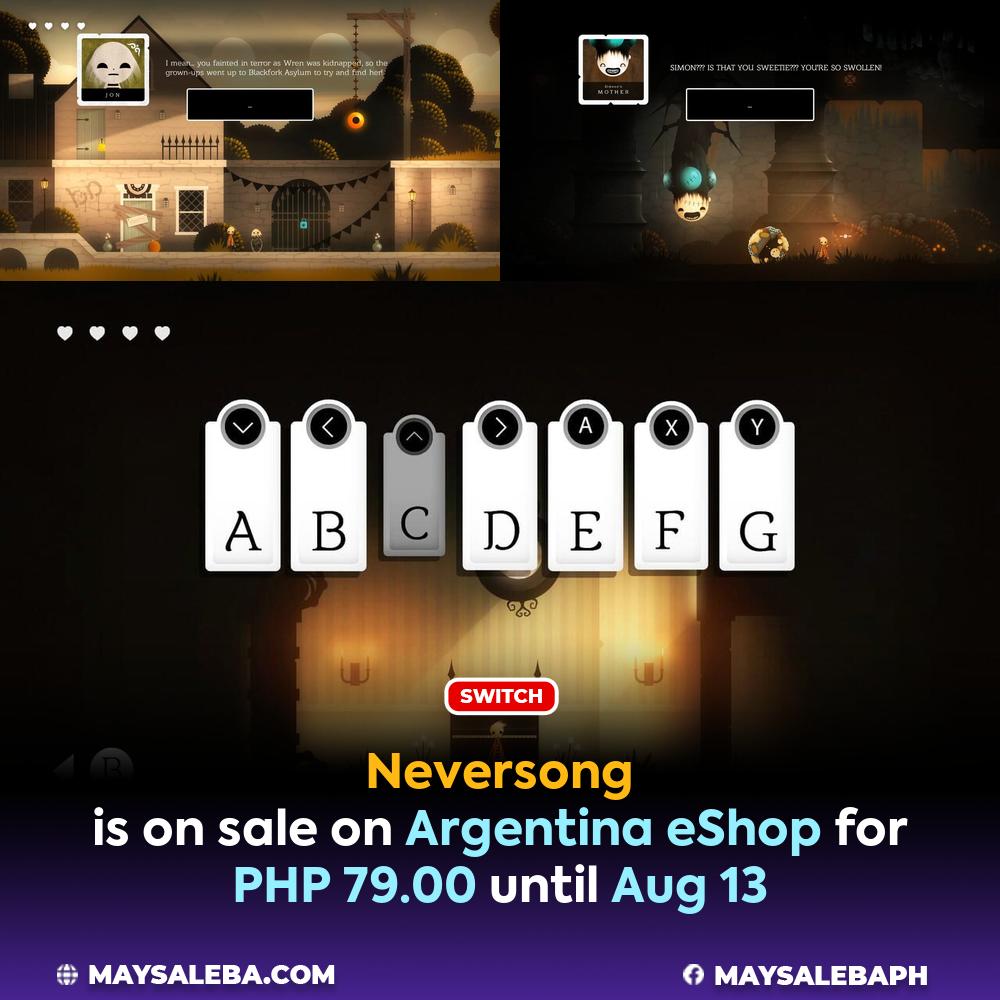 I mean.. you fainted in terror as Wren was kidnapped, so the
grown-ups went up to Blackfork Asylum to try and find her!
JON
...
SIMON??? IS THAT YOU SWEETIE??? YOU'RE SO SWOLLEN!
MOTHER
...
A X Y
A B C D E F G
B
SWITCH
Neversong
is on sale on Argentina eShop for
PHP 79.00 until Aug 13
MAYSALEBA.COM
MAYSALEBAPH